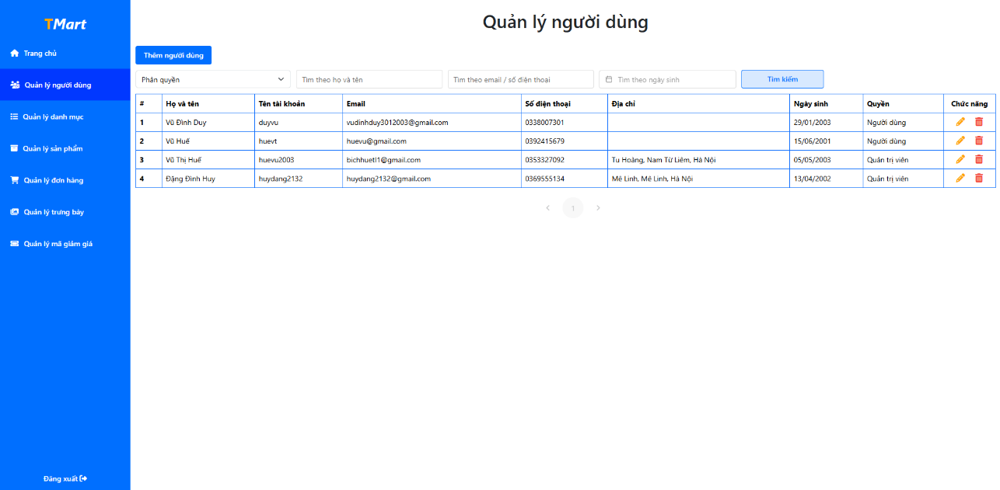 TMart
Trang chủ
Quản lý người dùng
Quản lý danh mục
Quản lý sản phẩm
Quản lý đơn hàng
Quản lý trưng bày
Quản lý mã giảm giá
Đăng xuất
Quản lý người dùng
Thêm người dùng
Phân quyền Tìm theo họ và tên Tìm theo email / số điện thoại Tìm theo ngày sinh Tìm kiếm
# Họ và tên Tên tài khoản Email Số điện thoại Địa chỉ Ngày sinh Quyền Chức năng
1 Vũ Đình Duy duyvu vudinhduy3012003@gmail.com 0338007301 29/01/2003 Người dùng
2 Vũ Huế huevt huevu@gmail.com 0392415679 15/06/2001 Người dùng
3 Vũ Thị Huế huevu2003 bichhuetl1@gmail.com 0353327092 Tu Hoàng, Nam Từ Liêm, Hà Nội 05/05/2003 Quản trị viên
4 Đặng Đình Huy huydang2132 huydang2132@gmail.com 0369555134 Mê Linh, Mê Linh, Hà Nội 13/04/2002 Quản trị viên
1